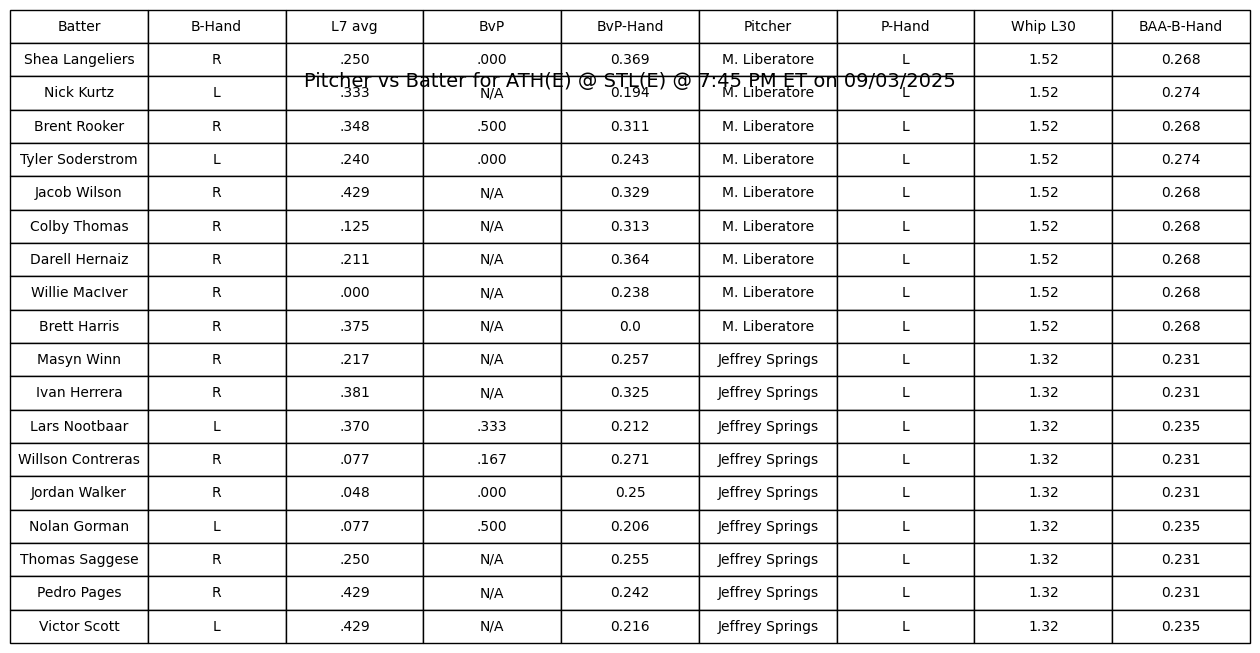 Batter B-Hand L7 avg BvP BvP-Hand Pitcher P-Hand Whip L30 BAA-B-Hand
Shea Langeliers R .250 .000 0.369 M. Liberatore L 1.52 0.268
Pitcher vs Batter for ATH(E) @ STL(E) @ 7:45 PM ET on 09/03/2025
Nick Kurtz L .333 N/A 0.194 M. Liberatore L 1.52 0.274
Brent Rooker R .348 .500 0.311 M. Liberatore L 1.52 0.268
Tyler Soderstrom L .240 .000 0.243 M. Liberatore L 1.52 0.274
Jacob Wilson R .429 N/A 0.329 M. Liberatore L 1.52 0.268
Colby Thomas R .125 N/A 0.313 M. Liberatore L 1.52 0.268
Darell Hernaiz R .211 N/A 0.364 M. Liberatore L 1.52 0.268
Willie MacIver R .000 N/A 0.238 M. Liberatore L 1.52 0.268
Brett Harris R .375 N/A 0.0 M. Liberatore L 1.52 0.268
Masyn Winn R .217 N/A 0.257 Jeffrey Springs L 1.32 0.231
Ivan Herrera R .381 N/A 0.325 Jeffrey Springs L 1.32 0.231
Lars Nootbaar L .370 .333 0.212 Jeffrey Springs L 1.32 0.235
Willson Contreras R .077 .167 0.271 Jeffrey Springs L 1.32 0.231
Jordan Walker R .048 .000 0.25 Jeffrey Springs L 1.32 0.231
Nolan Gorman L .077 .500 0.206 Jeffrey Springs L 1.32 0.235
Thomas Saggese R .250 N/A 0.255 Jeffrey Springs L 1.32 0.231
Pedro Pages R .429 N/A 0.242 Jeffrey Springs L 1.32 0.231
Victor Scott L .429 N/A 0.216 Jeffrey Springs L 1.32 0.235